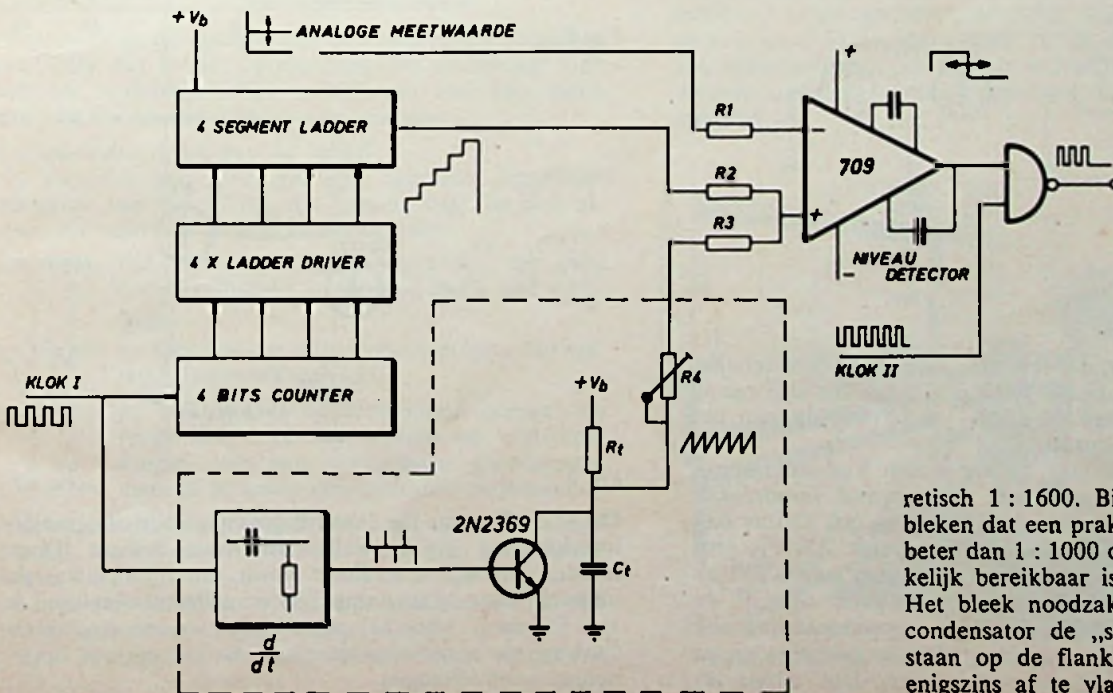 +Vb
ANALOGE MEETWAARDE
4 SEGMENT LADDER
R1
R2
R3
+
−
+
709
−
NIVEAU
DETECTOR
4 X LADDER DRIVER
KLOK II
KLOK I
4 BITS COUNTER
+Vb
R4
Rt
2N2369
Ct
d
dt
retisch 1 : 1600. Bi
bleken dat een prak
beter dan 1 : 1000 
kelijk bereikbaar is
Het bleek noodzak
condensator de „s
staan op de flank
enigszins af te vla